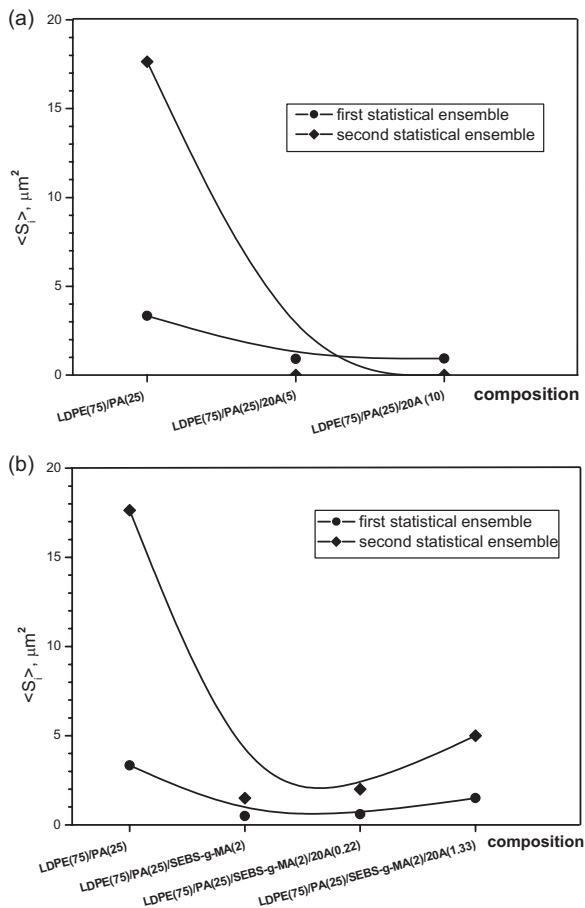 (a)
20
15
10
5
0
<S_i>, μm²
first statistical ensemble
second statistical ensemble
LDPE(75)/PA(25)
LDPE(75)/PA(25)/20A(5)
LDPE(75)/PA(25)/20A (10)
composition
(b)
20
15
10
5
0
<S_i>, μm²
first statistical ensemble
second statistical ensemble
LDPE(75)/PA(25)
LDPE(75)/PA(25)/SEBS-g-MA(2)
LDPE(75)/PA(25)/SEBS-g-MA(2)/20A(0.22)
LDPE(75)/PA(25)/SEBS-g-MA(2)/20A(1.33)
composition